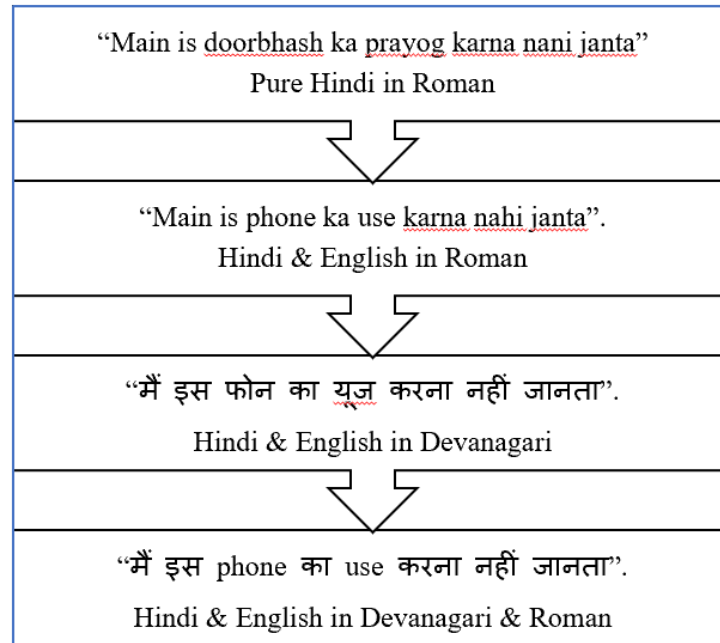 “Main is doorbhash ka prayog karna nani janta”
Pure Hindi in Roman
“Main is phone ka use karna nahi janta”.
Hindi & English in Roman
“मैं इस फोन का यूज़ करना नहीं जानता”.
Hindi & English in Devanagari
“मैं इस phone का use करना नहीं जानता”.
Hindi & English in Devanagari & Roman